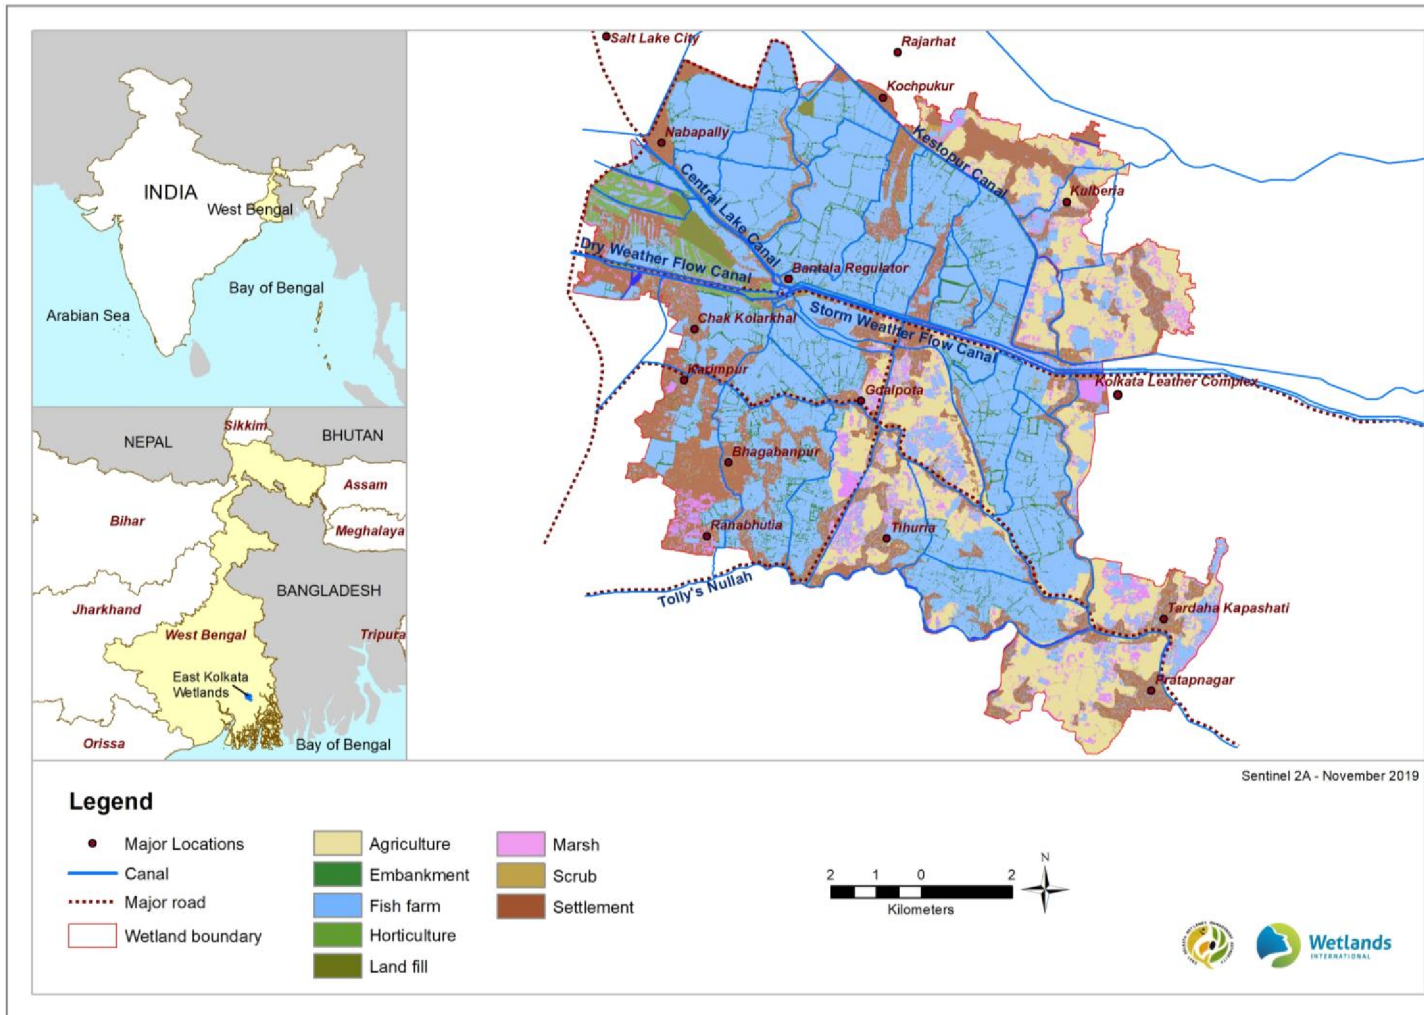 INDIA
West Bengal
Bay of Bengal
Arabian Sea
NEPAL
Sikkim
BHUTAN
Assam
Bihar
Meghalaya
BANGLADESH
Jharkhand
West Bengal
Tripura
East Kolkata
Wetlands
Orissa
Bay of Bengal
Salt Lake City
Rajarhat
Kochpukur
Nabapally
Kestopur Canal
Central Lake Canal
Kulberia
Dry Weather Flow Canal
Bantala Regulator
Storm Weather Flow Canal
Chak Kolarkhal
Karimpur
Goalpota
Kolkata Leather Complex
Bhagabanpur
Ranabhutia
Tihuria
Tolly's Nullah
Tardaha Kapashati
Pratapnagar
Sentinel 2A - November 2019
Legend
Major Locations
Canal
Major road
Wetland boundary
Agriculture
Embankment
Fish farm
Horticulture
Land fill
Marsh
Scrub
Settlement
2 1 0 2
Kilometers
N
Wetlands
INTERNATIONAL